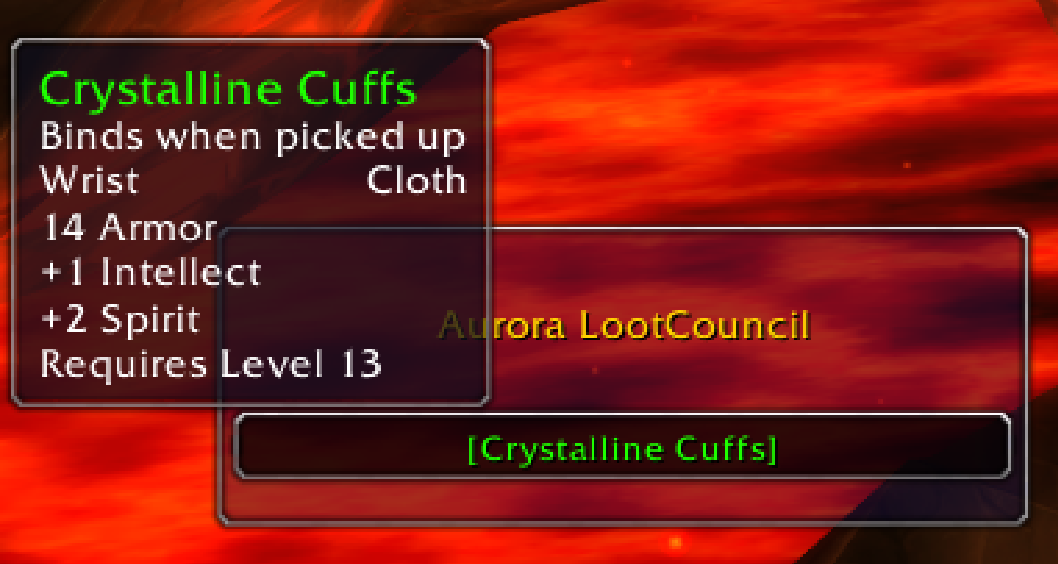 Crystalline Cuffs
Binds when picked up
Wrist Cloth
14 Armor
+1 Intellect
+2 Spirit
Requires Level 13
Aurora LootCouncil
[Crystalline Cuffs]